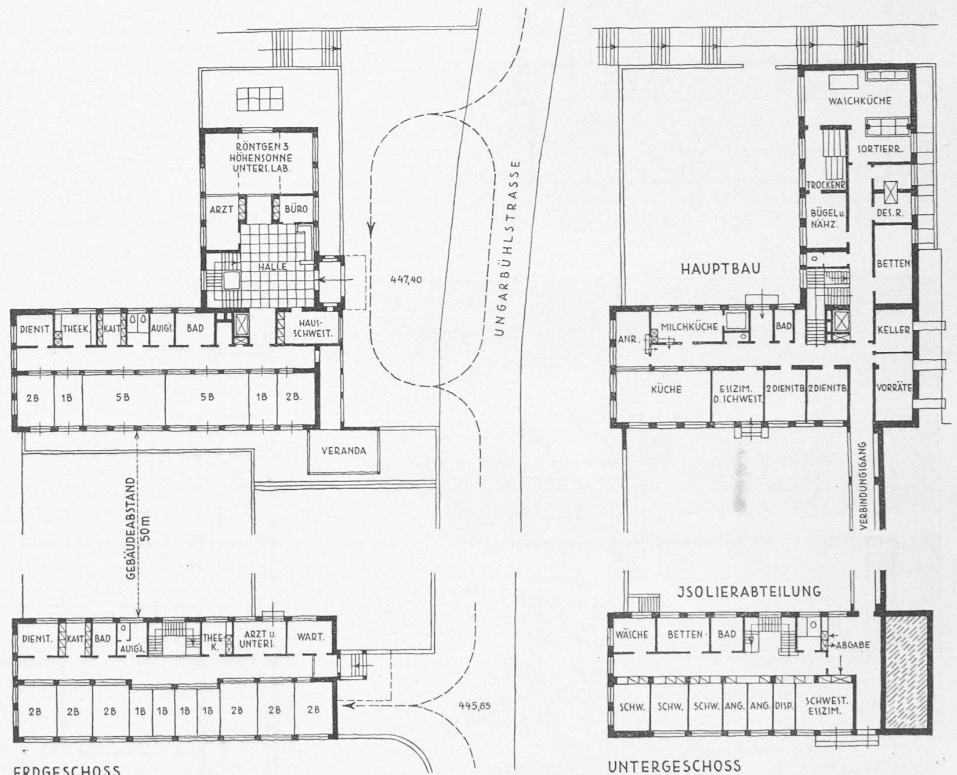 RÖNTGEN 3
HÖHENSONNE
UNTERS. LAB.
ARZT
BÜRO
HALLE
DIENST
THEEK.
KAST.
AUIGS.
BAD
HAUS-
SCHWEST.
2B
1B
5B
5B
1B
2B.
VERANDA
447,40
UNGARBÜHLSTRASSE
GEBÄUDEABSTAND
50 m
DIENST.
KAST.
BAD
AUIGS.
THEE
K.
ARZT u.
UNTERS.
WART.
2B
2B
2B
1B
1B
1B
1B
2B
2B
2B
445,85
ERDGESCHOSS
WASCHKÜCHE
SORTIERR.
TROCKENR.
BÜGEL u.
NÄHZ.
DES. R.
BETTEN
HAUPTBAU
ANR.
MILCHKÜCHE
BAD
KELLER
KÜCHE
ESSZIM.
D. SCHWEST.
2 DIENSTB.
2 DIENSTB.
VORRÄTE
VERBINDUNGSGANG
JSOLIERABTEILUNG
WÄSCHE
BETTEN
BAD
ABGABE
SCHW.
SCHW.
SCHW.
ANG.
ANG.
DISP.
SCHWEST.
ESSZIM.
UNTERGESCHOSS